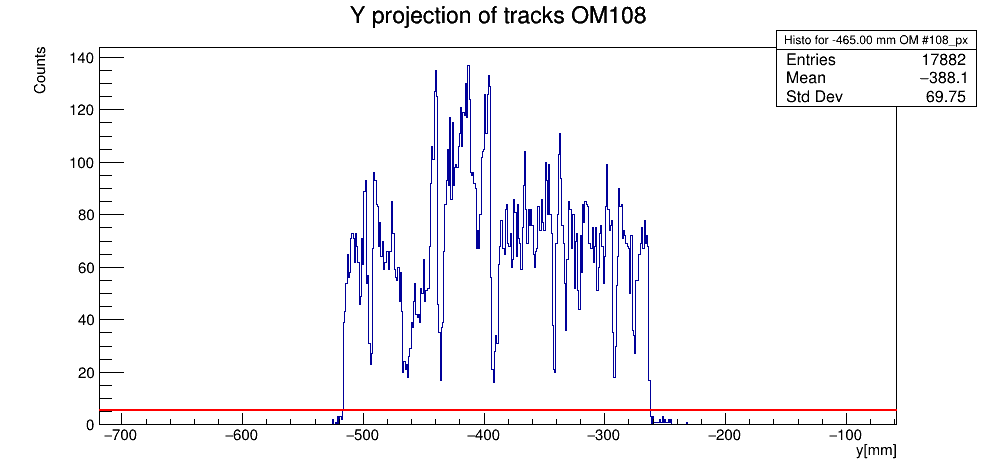 Y projection of tracks OM108
Histo for -465.00 mm OM #108_px
Entries 17882
Mean −388.1
Std Dev 69.75
Counts
140
120
100
80
60
40
20
0
−700 −600 −500 −400 −300 −200 −100
y[mm]